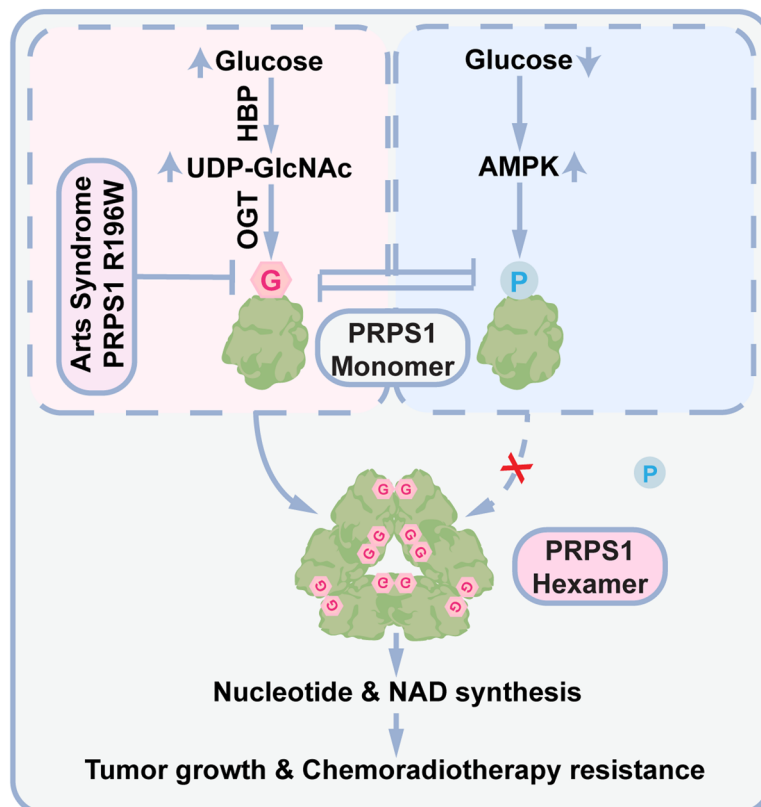 Glucose
HBP
UDP-GlcNAc
OGT
G
Arts Syndrome
PRPS1 R196W
Glucose
AMPK
P
PRPS1
Monomer
P
G G
G G
G G
G G
G G
G G
PRPS1
Hexamer
Nucleotide & NAD synthesis
Tumor growth & Chemoradiotherapy resistance